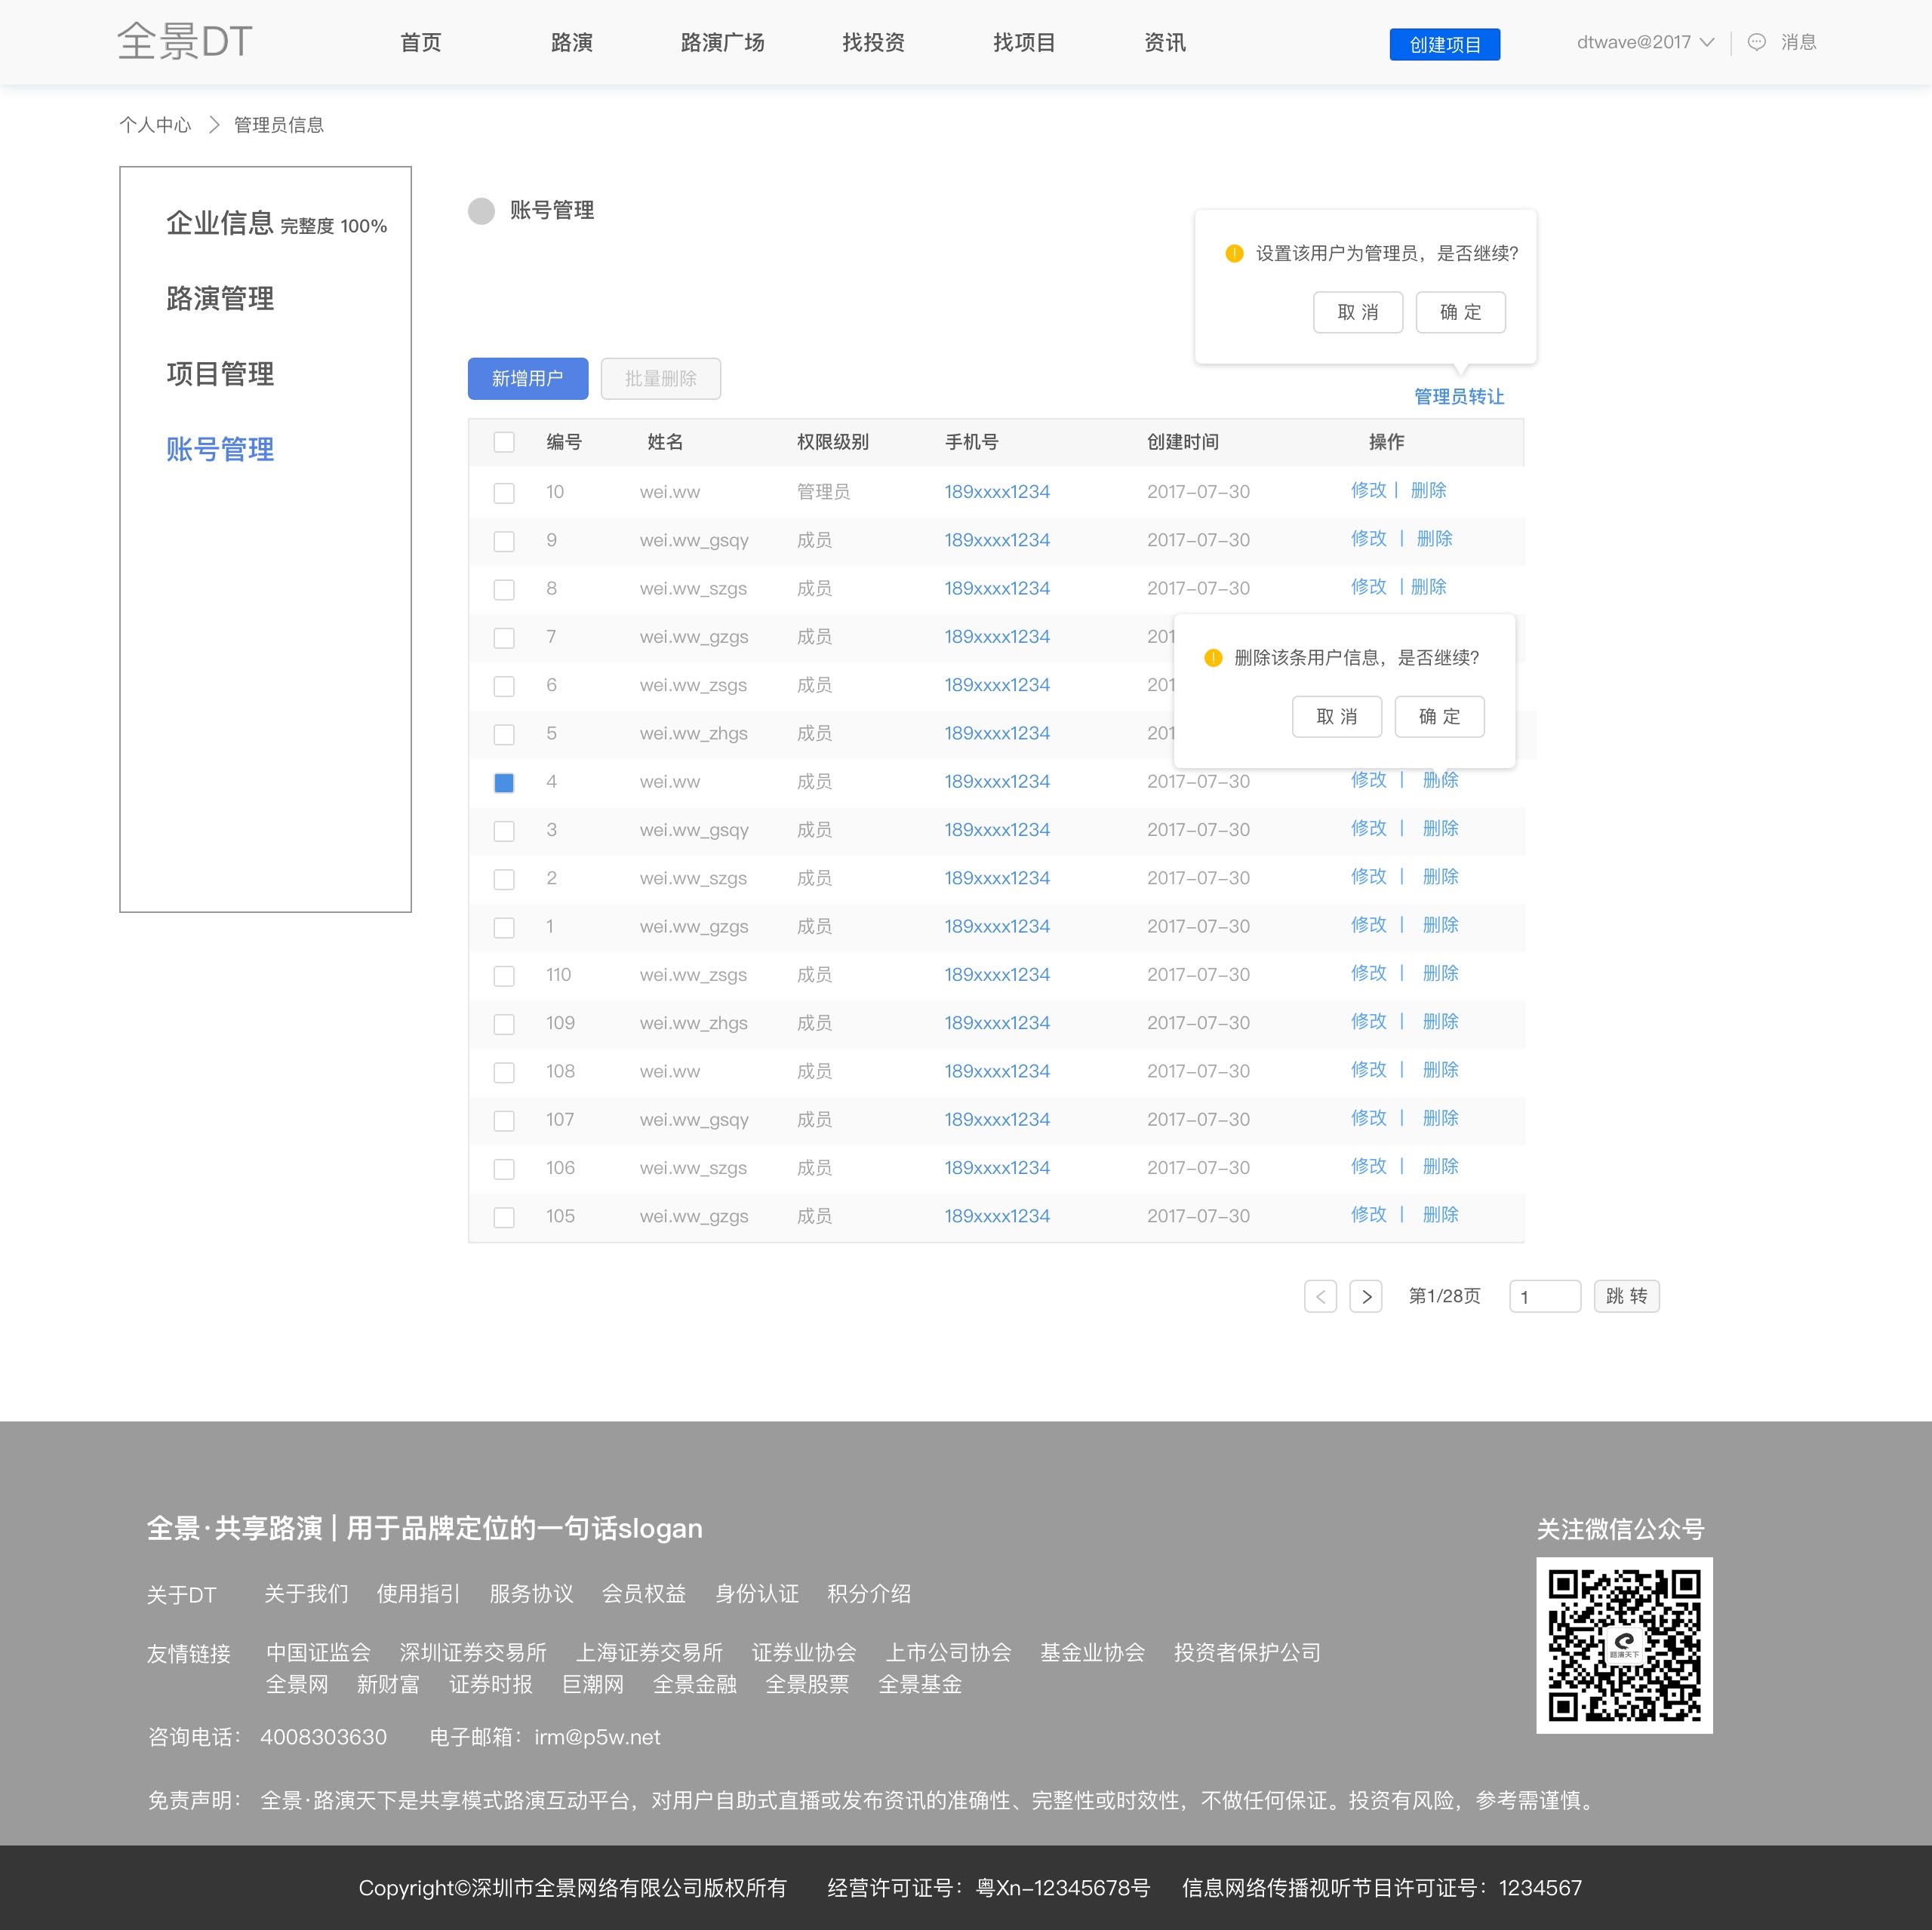 全景DT 首页 路演 路演广场 找投资 找项目 资讯 创建项目 dtwave@2017 消息
个人中心 > 管理员信息
企业信息 完整度 100%
路演管理
项目管理
账号管理
账号管理
设置该用户为管理员，是否继续?
取 消 确 定
新增用户 批量删除
管理员转让
编号 姓名 权限级别 手机号 创建时间 操作
10 wei.ww 管理员 189xxxx1234 2017-07-30 修改 | 删除
9 wei.ww_gsqy 成员 189xxxx1234 2017-07-30 修改 | 删除
8 wei.ww_szgs 成员 189xxxx1234 2017-07-30 修改 | 删除
7 wei.ww_gzgs 成员 189xxxx1234 201
6 wei.ww_zsgs 成员 189xxxx1234 201
5 wei.ww_zhgs 成员 189xxxx1234 201
删除该条用户信息，是否继续?
取 消 确 定
4 wei.ww 成员 189xxxx1234 2017-07-30 修改 | 删除
3 wei.ww_gsqy 成员 189xxxx1234 2017-07-30 修改 | 删除
2 wei.ww_szgs 成员 189xxxx1234 2017-07-30 修改 | 删除
1 wei.ww_gzgs 成员 189xxxx1234 2017-07-30 修改 | 删除
110 wei.ww_zsgs 成员 189xxxx1234 2017-07-30 修改 | 删除
109 wei.ww_zhgs 成员 189xxxx1234 2017-07-30 修改 | 删除
108 wei.ww 成员 189xxxx1234 2017-07-30 修改 | 删除
107 wei.ww_gsqy 成员 189xxxx1234 2017-07-30 修改 | 删除
106 wei.ww_szgs 成员 189xxxx1234 2017-07-30 修改 | 删除
105 wei.ww_gzgs 成员 189xxxx1234 2017-07-30 修改 | 删除
< > 第1/28页 1 跳 转
全景·共享路演 | 用于品牌定位的一句话slogan
关注微信公众号
路演天下
关于DT 关于我们 使用指引 服务协议 会员权益 身份认证 积分介绍
友情链接 中国证监会 深圳证券交易所 上海证券交易所 证券业协会 上市公司协会 基金业协会 投资者保护公司
全景网 新财富 证券时报 巨潮网 全景金融 全景股票 全景基金
咨询电话： 4008303630 电子邮箱：irm@p5w.net
免责声明： 全景·路演天下是共享模式路演互动平台，对用户自助式直播或发布资讯的准确性、完整性或时效性，不做任何保证。投资有风险，参考需谨慎。
Copyright©深圳市全景网络有限公司版权所有 经营许可证号：粤Xn-12345678号 信息网络传播视听节目许可证号：1234567